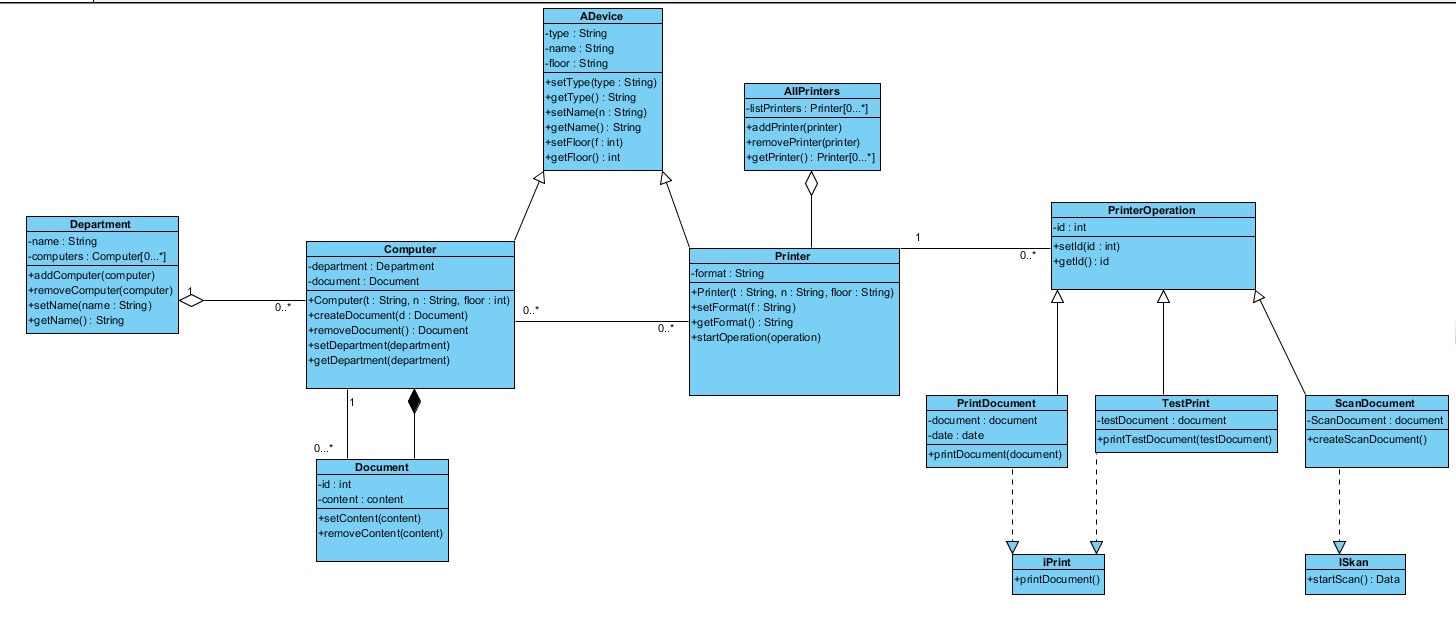 ADevice
-type : String
-name : String
-floor : String
+setType(type : String)
+getType() : String
+setName(n : String)
+getName() : String
+setFloor(f : int)
+getFloor() : int
AllPrinters
-listPrinters : Printer[0...*]
+addPrinter(printer)
+removePrinter(printer)
+getPrinter() : Printer[0...*]
Department
-name : String
-computers : Computer[0...*]
+addComputer(computer)
+removeComputer(computer)
+setName(name : String)
+getName() : String
1
0..*
Computer
-department : Department
-document : Document
+Computer(t : String, n : String, floor : int)
+createDocument(d : Document)
+removeDocument() : Document
+setDepartment(department)
+getDepartment(department)
0..*
0..*
Printer
-format : String
+Printer(t : String, n : String, floor : String)
+setFormat(f : String)
+getFormat() : String
+startOperation(operation)
1
0..*
PrinterOperation
-id : int
+setId(id : int)
+getId() : id
1
0...*
Document
-id : int
-content : content
+setContent(content)
+removeContent(content)
PrintDocument
-document : document
-date : date
+printDocument(document)
TestPrint
-testDocument : document
+printTestDocument(testDocument)
ScanDocument
-ScanDocument : document
+createScanDocument()
iPrint
+printDocument()
ISkan
+startScan() : Data